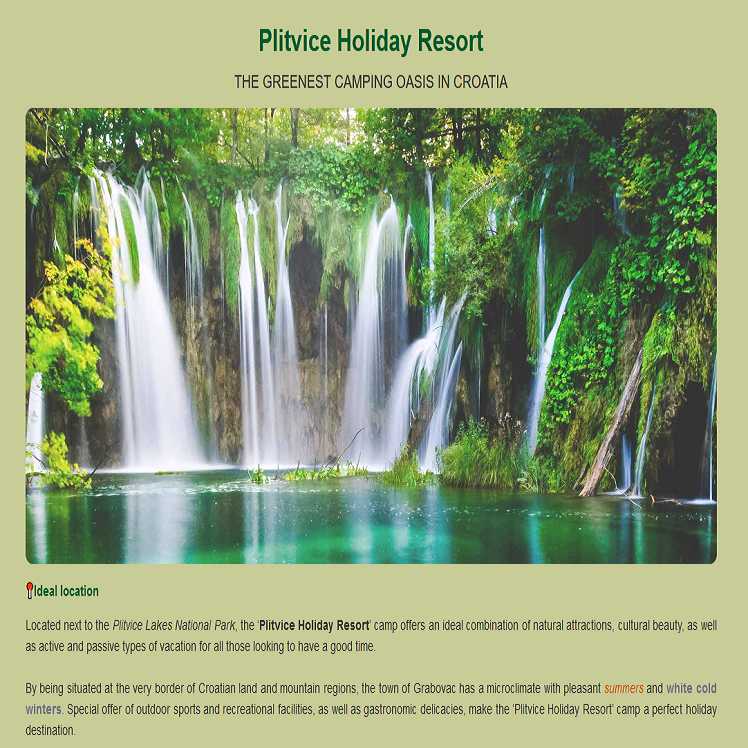 Plitvice Holiday Resort
THE GREENEST CAMPING OASIS IN CROATIA
Ideal location
Located next to the Plitvice Lakes National Park, the 'Plitvice Holiday Resort' camp offers an ideal combination of natural attractions, cultural beauty, as well
as active and passive types of vacation for all those looking to have a good time.
By being situated at the very border of Croatian land and mountain regions, the town of Grabovac has a microclimate with pleasant summers and white cold
winters. Special offer of outdoor sports and recreational facilities, as well as gastronomic delicacies, make the 'Plitvice Holiday Resort' camp a perfect holiday
destination.